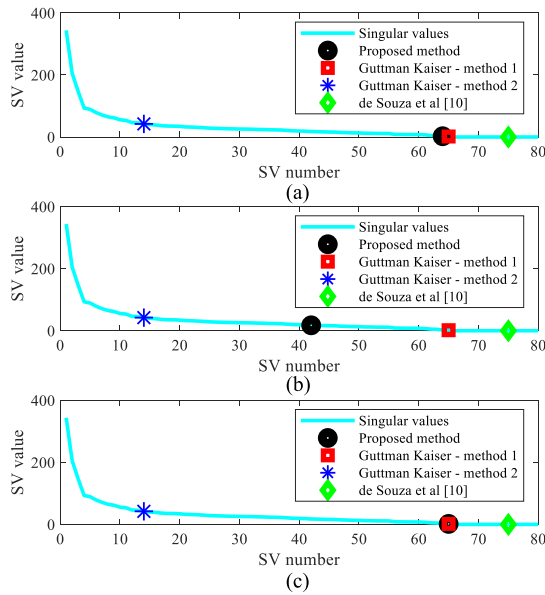 400
200
0
SV value
Singular values
Proposed method
Guttman Kaiser - method 1
Guttman Kaiser - method 2
de Souza et al [10]
0 10 20 30 40 50 60 70 80
SV number
(a)
400
200
0
SV value
Singular values
Proposed method
Guttman Kaiser - method 1
Guttman Kaiser - method 2
de Souza et al [10]
0 10 20 30 40 50 60 70 80
SV number
(b)
400
200
0
SV value
Singular values
Proposed method
Guttman Kaiser - method 1
Guttman Kaiser - method 2
de Souza et al [10]
0 10 20 30 40 50 60 70 80
SV number
(c)